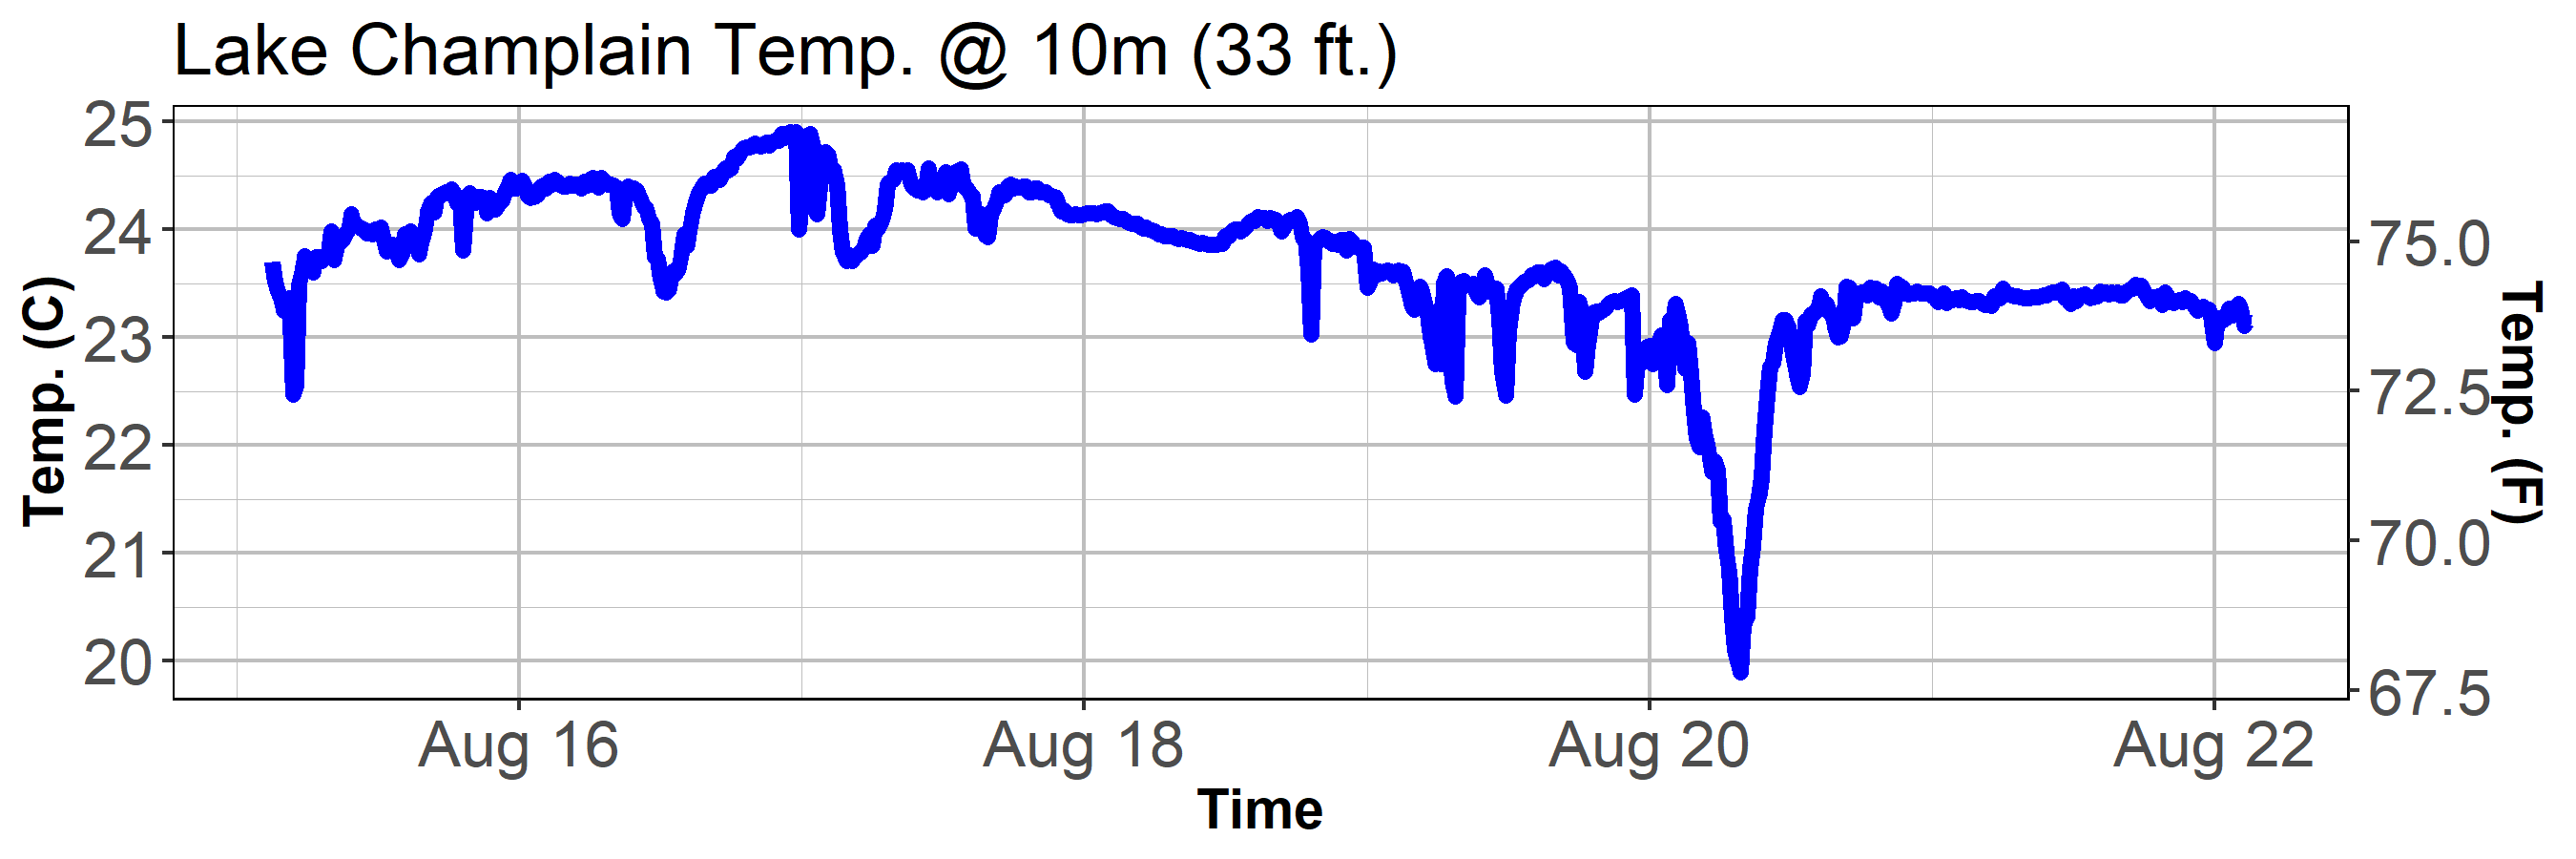 Lake Champlain Temp. @ 10m (33 ft.)
Temp. (C)
25
24
23
22
21
20
75.0
72.5
70.0
67.5
Temp. (F)
Aug 16
Aug 18
Aug 20
Aug 22
Time